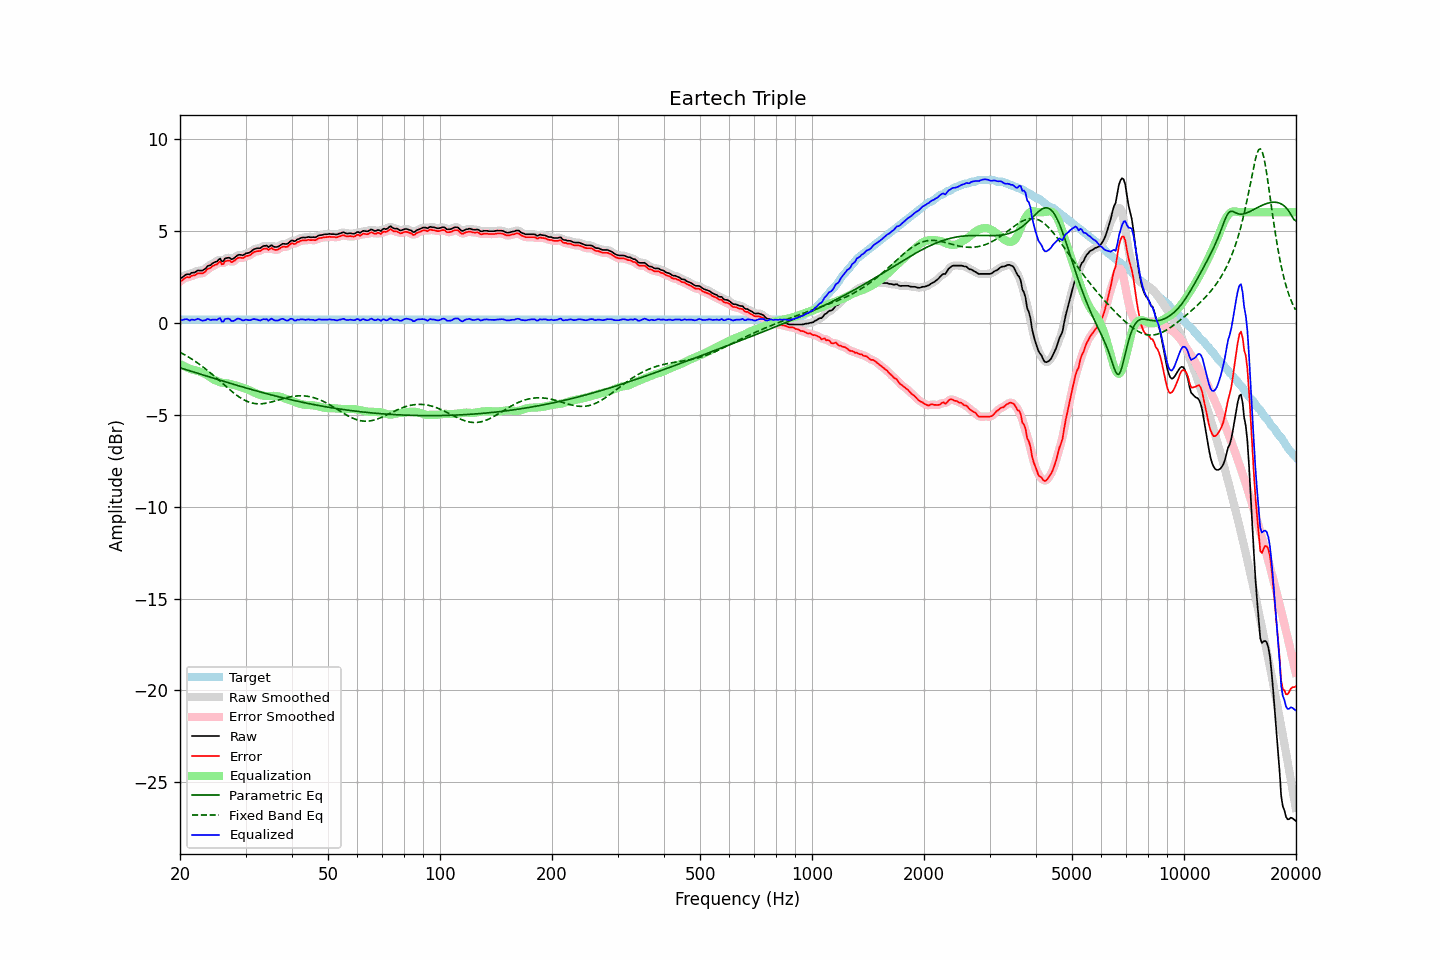 Eartech Triple
10
5
0
−5
−10
−15
−20
−25
Amplitude (dBr)
Target
Raw Smoothed
Error Smoothed
Raw
Error
Equalization
Parametric Eq
Fixed Band Eq
Equalized
20 50 100 200 500 1000 2000 5000 10000 20000
Frequency (Hz)